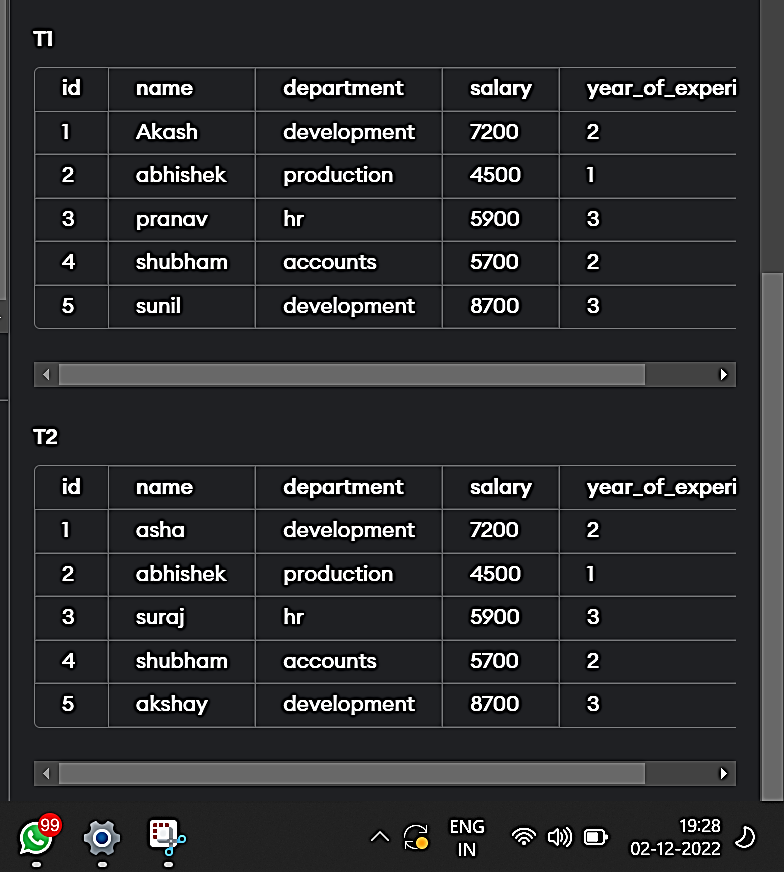 T1
id name department salary year_of_experi
1 Akash development 7200 2
2 abhishek production 4500 1
3 pranav hr 5900 3
4 shubham accounts 5700 2
5 sunil development 8700 3
T2
id name department salary year_of_experi
1 asha development 7200 2
2 abhishek production 4500 1
3 suraj hr 5900 3
4 shubham accounts 5700 2
5 akshay development 8700 3
99
ENG 19:28
IN 02-12-2022